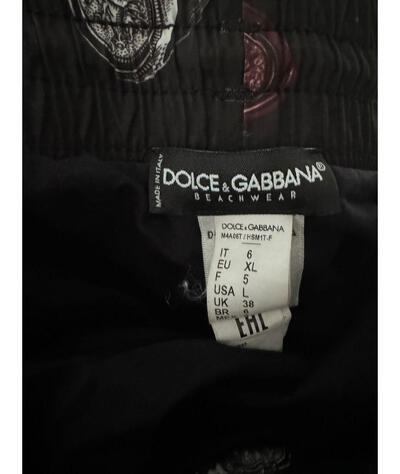 MADE IN ITALY
DOLCE & GABBANA®
BEACHWEAR
DOLCE & GABBANA
M4A06T / HSM1T-F
IT 6
EU XL
F 5
USA L
UK 38
BR
EAC